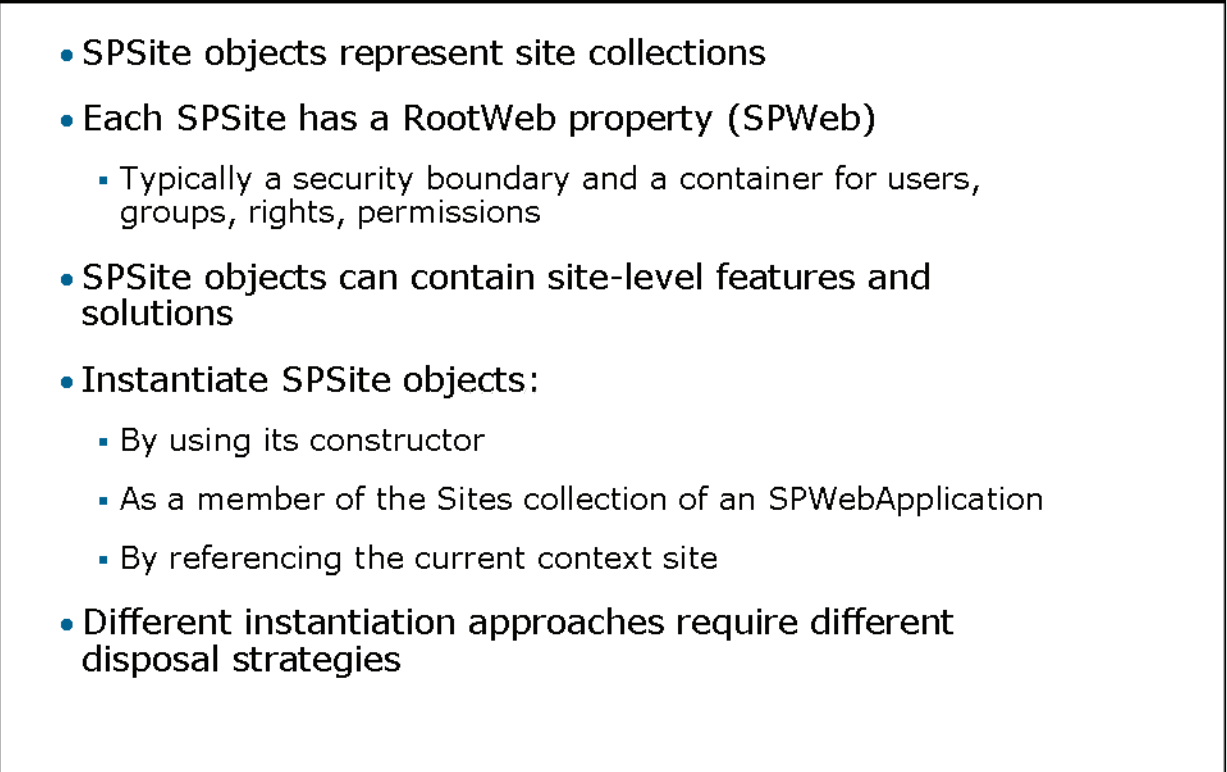 • SPSite objects represent site collections
• Each SPSite has a RootWeb property (SPWeb)
▪ Typically a security boundary and a container for users,
groups, rights, permissions
• SPSite objects can contain site-level features and
solutions
• Instantiate SPSite objects:
▪ By using its constructor
▪ As a member of the Sites collection of an SPWebApplication
▪ By referencing the current context site
• Different instantiation approaches require different
disposal strategies